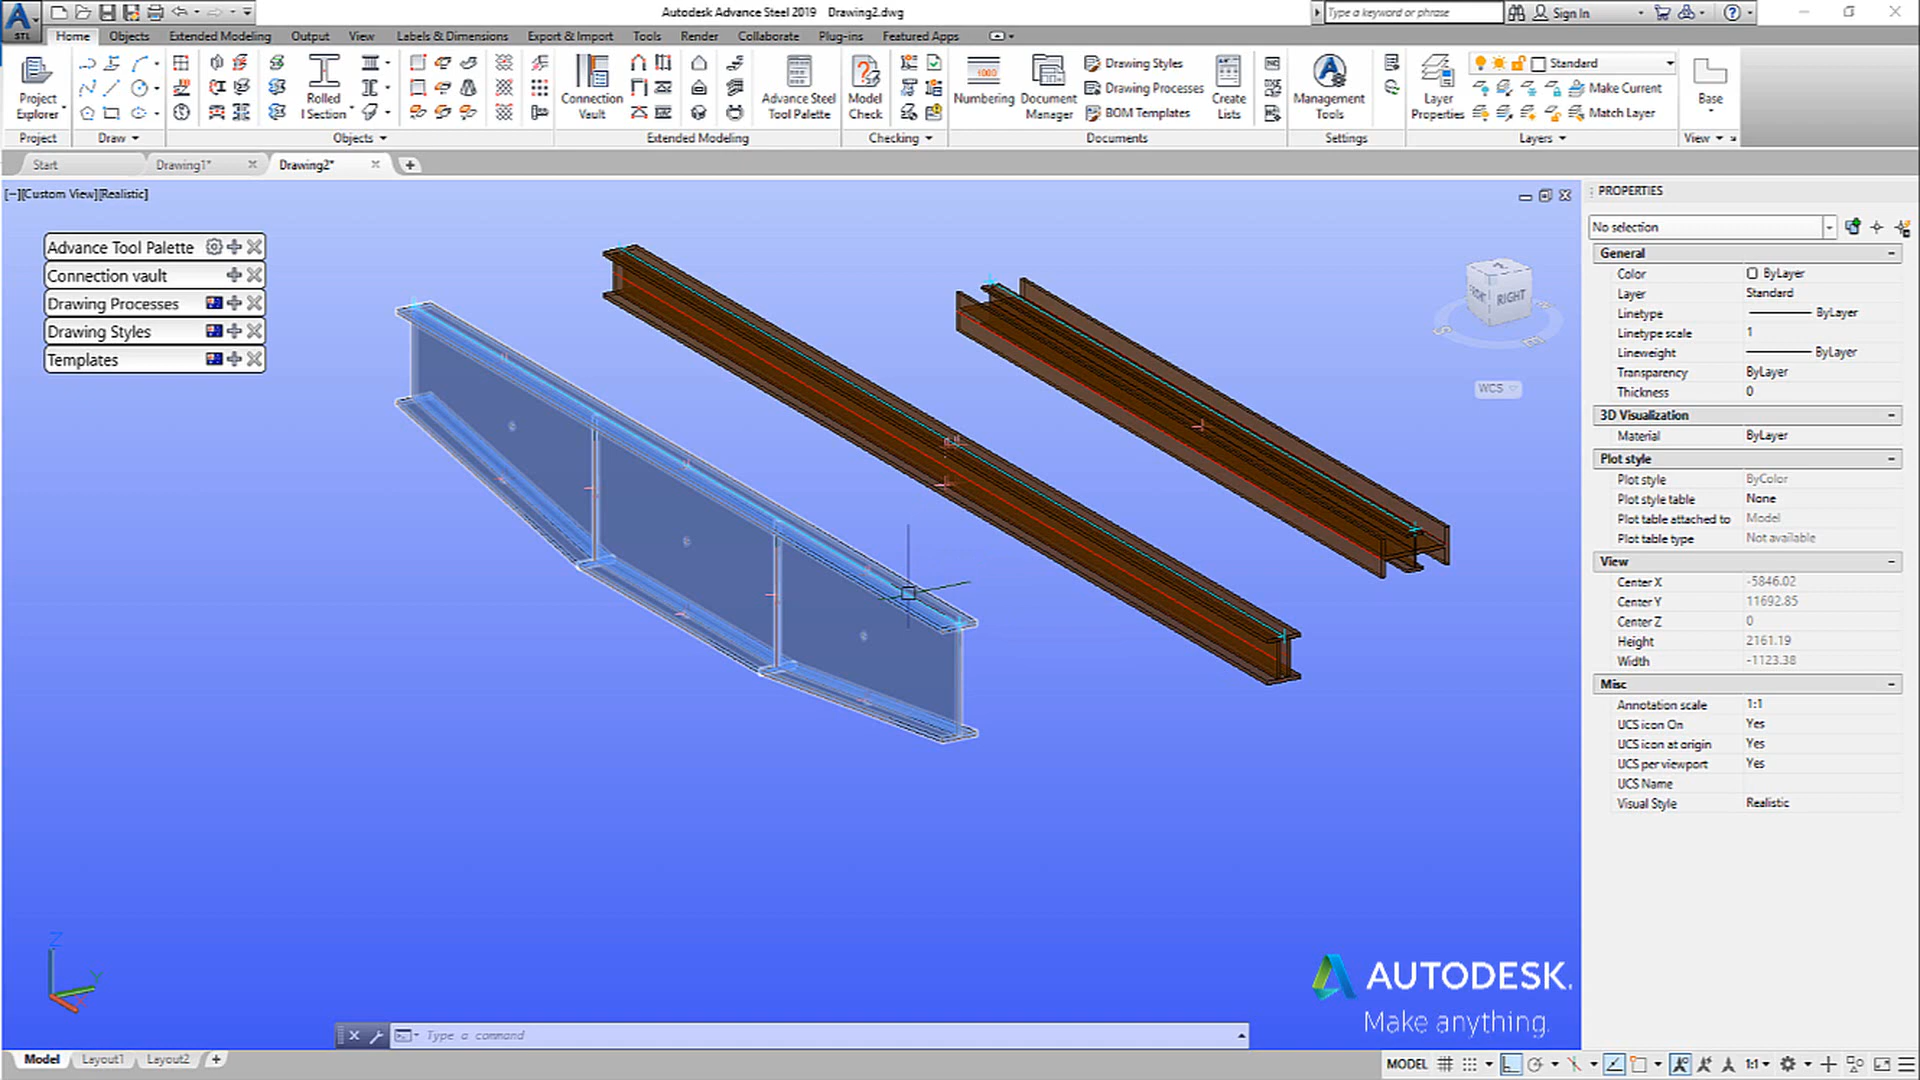 STL
Autodesk Advance Steel 2019 Drawing2.dwg
Type a keyword or phrase
Sign In
Home Objects Extended Modeling Output View Labels & Dimensions Export & Import Tools Render Collaborate Plug-ins Featured Apps
Project Explorer
Rolled I Section
Connection Vault
Advance Steel Tool Palette
Model Check
1000
Numbering
Document Manager
Drawing Styles
Drawing Processes
BOM Templates
Create Lists
Management Tools
Layer Properties
Standard
Make Current
Match Layer
Base
Project Draw Objects Extended Modeling Checking Documents Settings Layers View
Start Drawing1* Drawing2*
[−][Custom View][Realistic]
Advance Tool Palette
Connection vault
Drawing Processes
Drawing Styles
Templates
FRONT RIGHT
WCS
PROPERTIES
No selection
General
Color ByLayer
Layer Standard
Linetype ByLayer
Linetype scale 1
Lineweight ByLayer
Transparency ByLayer
Thickness 0
3D Visualization
Material ByLayer
Plot style
Plot style ByColor
Plot style table None
Plot table attached to Model
Plot table type Not available
View
Center X -5846.02
Center Y 11692.85
Center Z 0
Height 2161.19
Width -1123.38
Misc
Annotation scale 1:1
UCS icon On Yes
UCS icon at origin Yes
UCS per viewport Yes
UCS Name
Visual Style Realistic
Z
Y
X
AUTODESK.
Make anything.
Type a command
Model Layout1 Layout2
MODEL
1:1